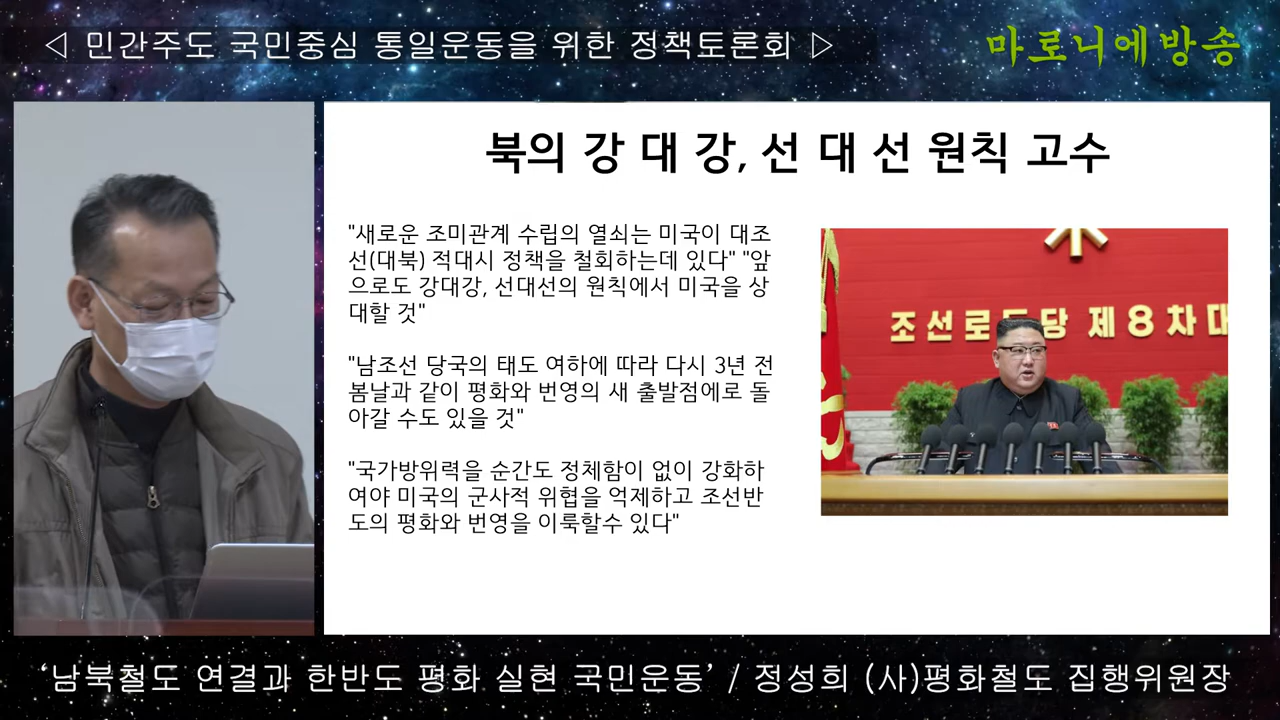 ◁ 민간주도 국민중심 통일운동을 위한 정책토론회 ▷
마로니에방송
북의 강 대 강, 선 대 선 원칙 고수
"새로운 조미관계 수립의 열쇠는 미국이 대조
선(대북) 적대시 정책을 철회하는데 있다" "앞
으로도 강대강, 선대선의 원칙에서 미국을 상
대할 것"
"남조선 당국의 태도 여하에 따라 다시 3년 전
봄날과 같이 평화와 번영의 새 출발점에로 돌
아갈 수도 있을 것"
"국가방위력을 순간도 정체함이 없이 강화하
여야 미국의 군사적 위협을 억제하고 조선반
도의 평화와 번영을 이룩할수 있다"
조선로동당 제8차대
‘남북철도 연결과 한반도 평화 실현 국민운동’ / 정성희 (사)평화철도 집행위원장